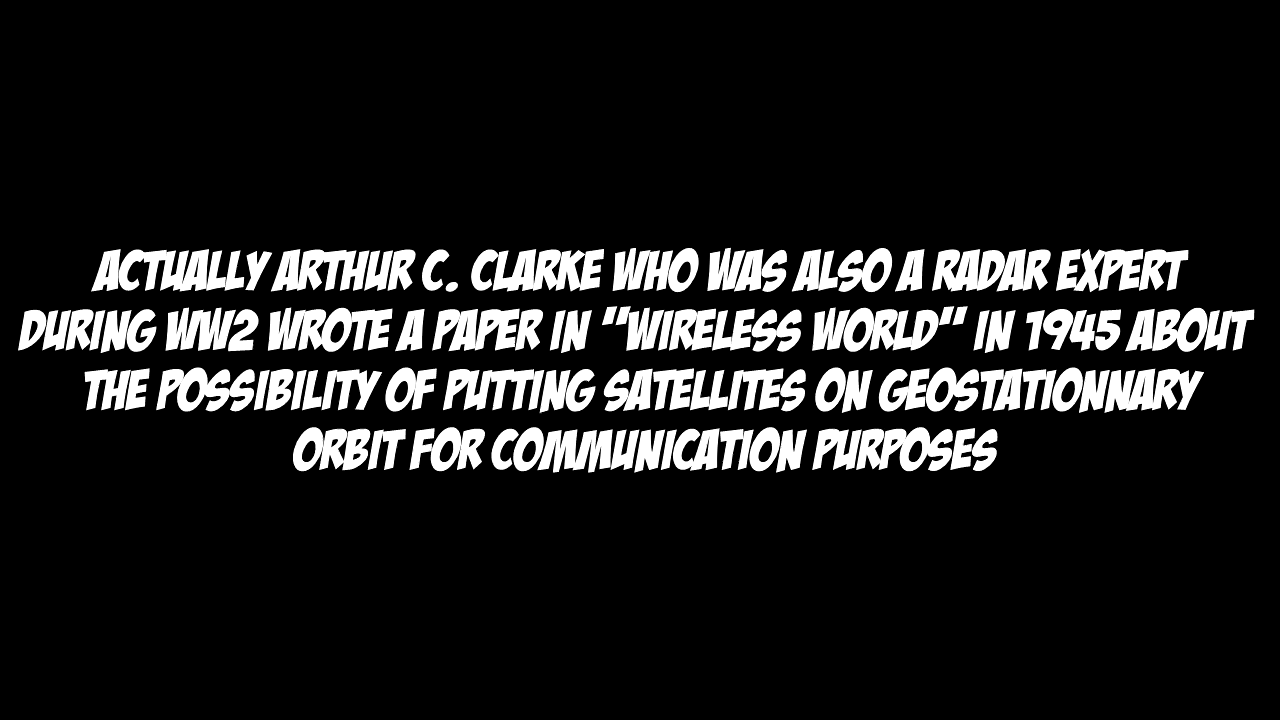 ACTUALLY ARTHUR C. CLARKE WHO WAS ALSO A RADAR EXPERT
DURING WW2 WROTE A PAPER IN "WIRELESS WORLD" IN 1945 ABOUT
THE POSSIBILITY OF PUTTING SATELLITES ON GEOSTATIONNARY
ORBIT FOR COMMUNICATION PURPOSES